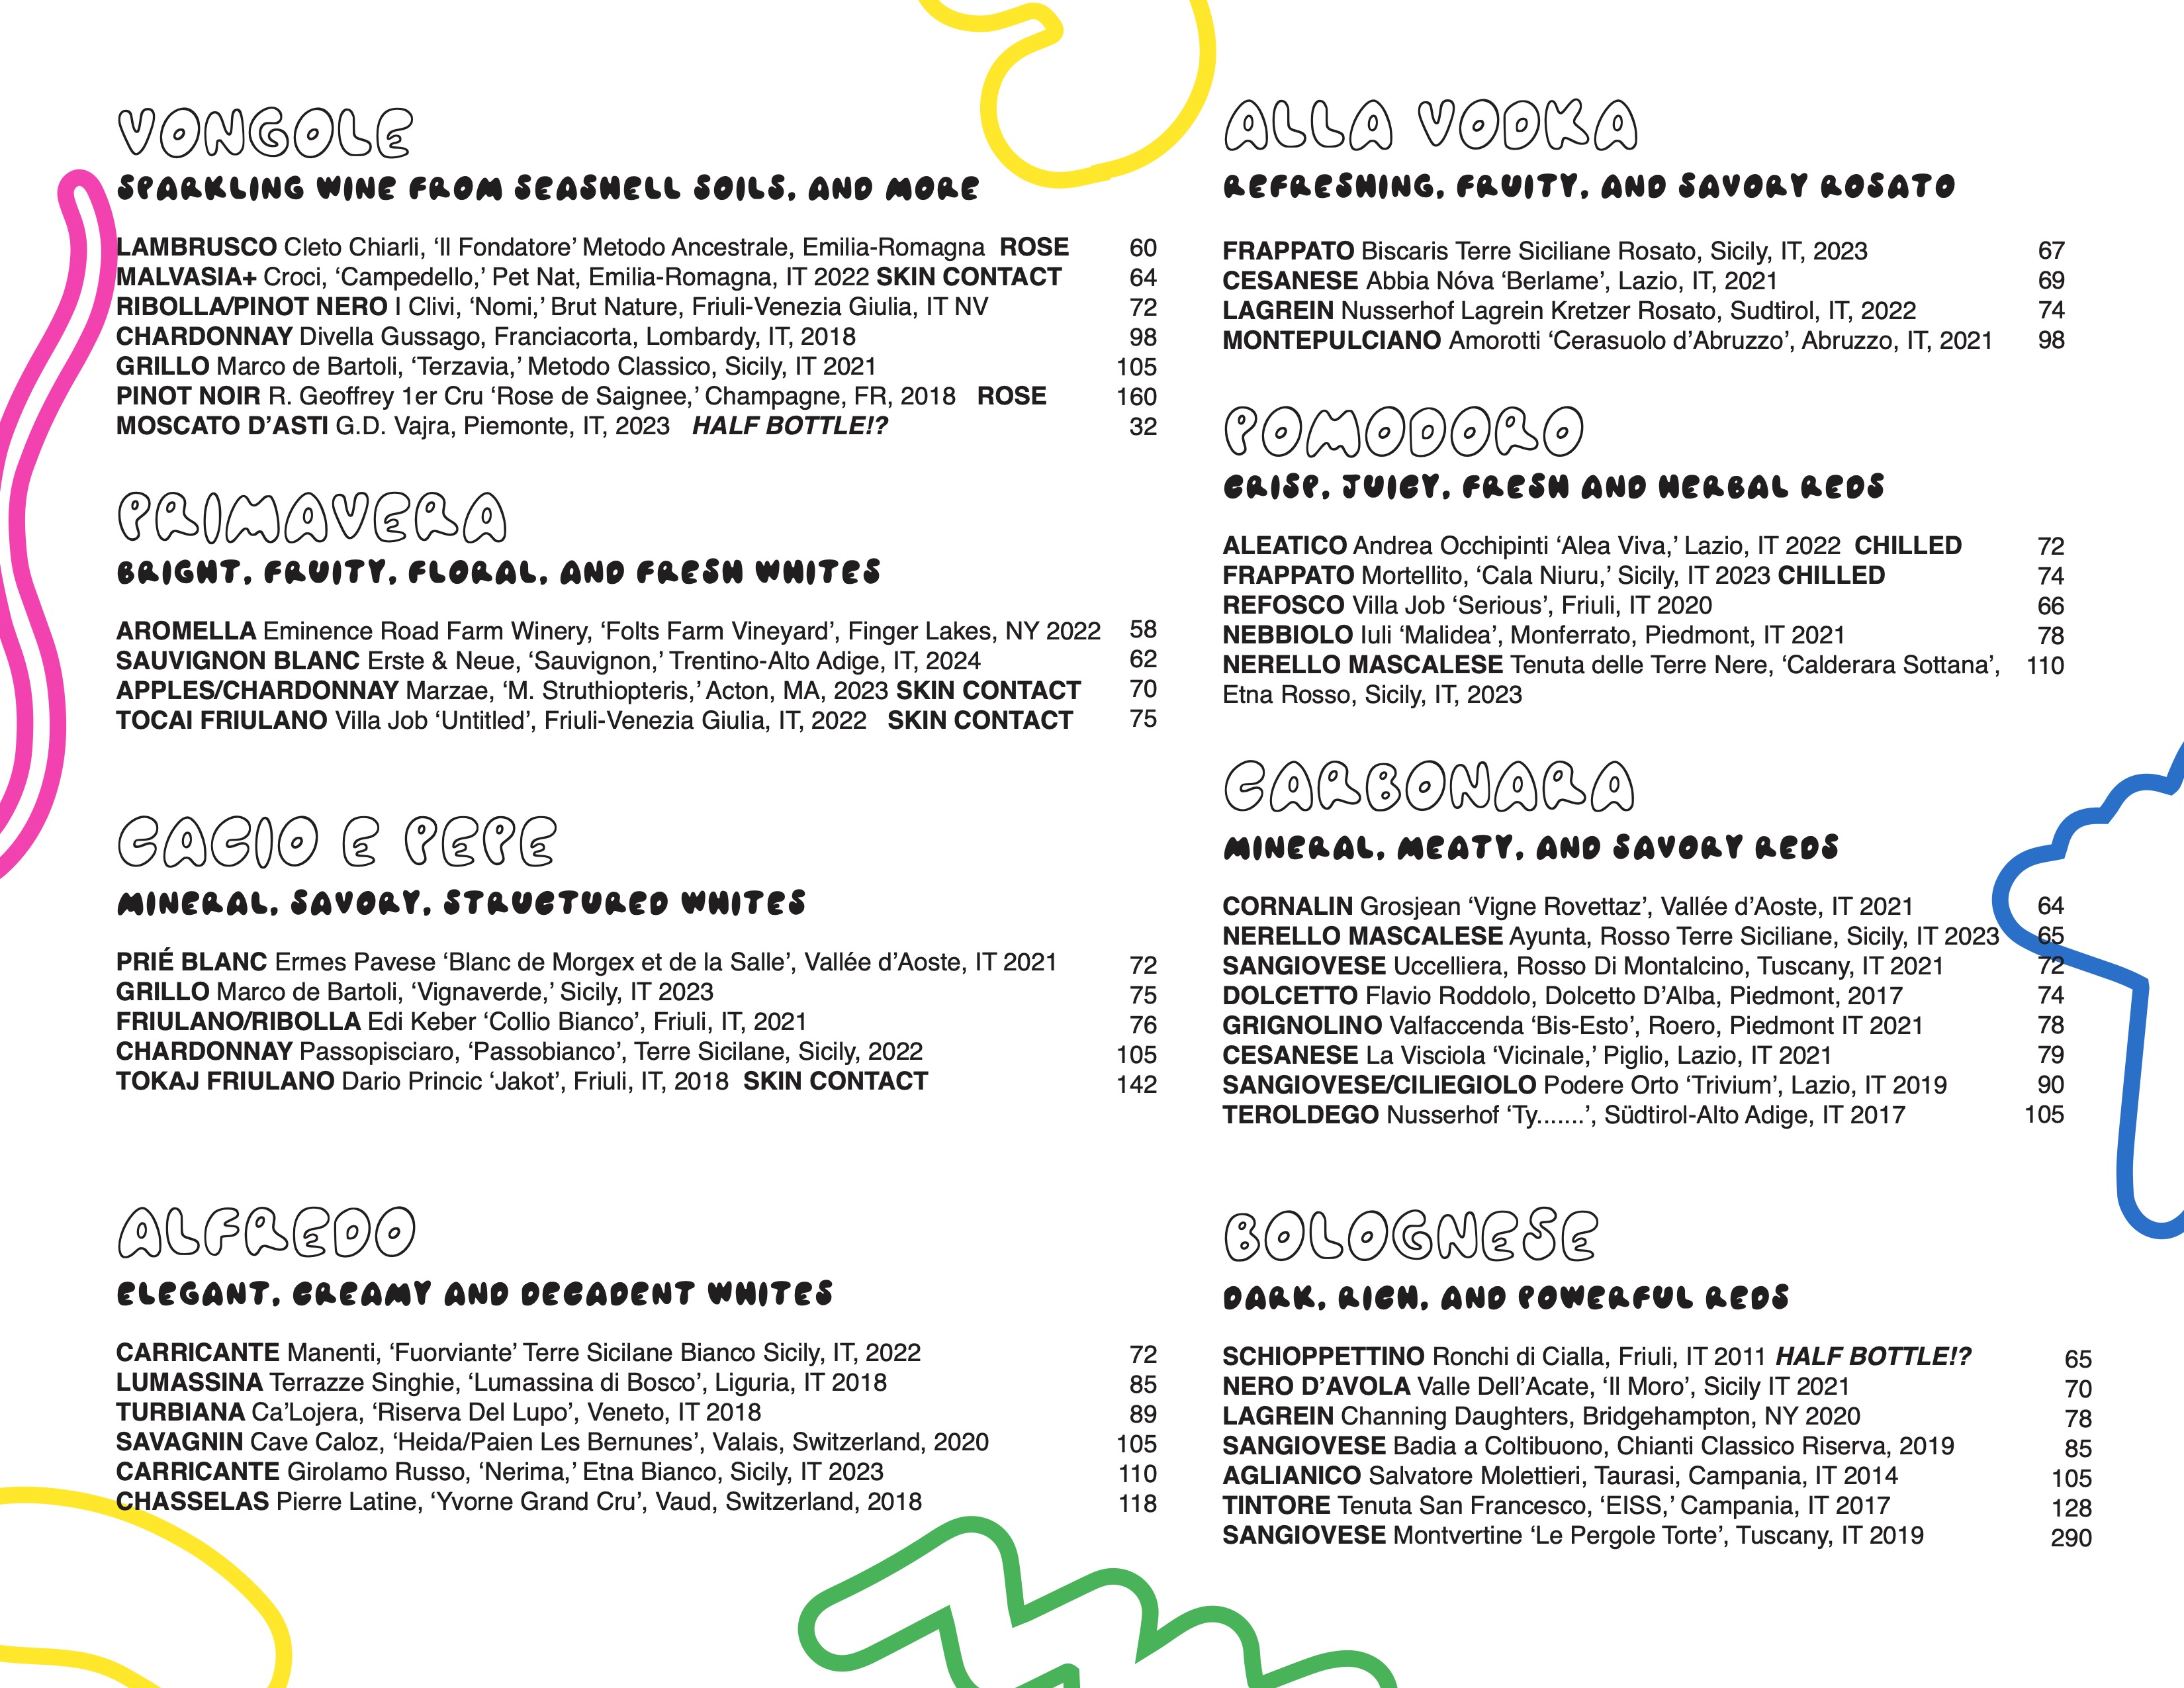 VONGOLE
SPARKLING WINE FROM SEASHELL SOILS, AND MORE
LAMBRUSCO Cleto Chiarli, ‘Il Fondatore’ Metodo Ancestrale, Emilia-Romagna ROSE 60
MALVASIA+ Croci, ‘Campedello,’ Pet Nat, Emilia-Romagna, IT 2022 SKIN CONTACT 64
RIBOLLA/PINOT NERO I Clivi, ‘Nomi,’ Brut Nature, Friuli-Venezia Giulia, IT NV 72
CHARDONNAY Divella Gussago, Franciacorta, Lombardy, IT, 2018 98
GRILLO Marco de Bartoli, ‘Terzavia,’ Metodo Classico, Sicily, IT 2021 105
PINOT NOIR R. Geoffrey 1er Cru ‘Rose de Saignee,’ Champagne, FR, 2018 ROSE 160
MOSCATO D’ASTI G.D. Vajra, Piemonte, IT, 2023 HALF BOTTLE!? 32
PRIMAVERA
BRIGHT, FRUITY, FLORAL, AND FRESH WHITES
AROMELLA Eminence Road Farm Winery, ‘Folts Farm Vineyard’, Finger Lakes, NY 2022 58
SAUVIGNON BLANC Erste & Neue, ‘Sauvignon,’ Trentino-Alto Adige, IT, 2024 62
APPLES/CHARDONNAY Marzae, ‘M. Struthiopteris,’ Acton, MA, 2023 SKIN CONTACT 70
TOCAI FRIULANO Villa Job ‘Untitled’, Friuli-Venezia Giulia, IT, 2022 SKIN CONTACT 75
CACIO E PEPE
MINERAL, SAVORY, STRUCTURED WHITES
PRIÉ BLANC Ermes Pavese ‘Blanc de Morgex et de la Salle’, Vallée d’Aoste, IT 2021 72
GRILLO Marco de Bartoli, ‘Vignaverde,’ Sicily, IT 2023 75
FRIULANO/RIBOLLA Edi Keber ‘Collio Bianco’, Friuli, IT, 2021 76
CHARDONNAY Passopisciaro, ‘Passobianco’, Terre Sicilane, Sicily, 2022 105
TOKAJ FRIULANO Dario Princic ‘Jakot’, Friuli, IT, 2018 SKIN CONTACT 142
ALFREDO
ELEGANT, CREAMY AND DECADENT WHITES
CARRICANTE Manenti, ‘Fuorviante’ Terre Sicilane Bianco Sicily, IT, 2022 72
LUMASSINA Terrazze Singhie, ‘Lumassina di Bosco’, Liguria, IT 2018 85
TURBIANA Ca’Lojera, ‘Riserva Del Lupo’, Veneto, IT 2018 89
SAVAGNIN Cave Caloz, ‘Heida/Paien Les Bernunes’, Valais, Switzerland, 2020 105
CARRICANTE Girolamo Russo, ‘Nerima,’ Etna Bianco, Sicily, IT 2023 110
CHASSELAS Pierre Latine, ‘Yvorne Grand Cru’, Vaud, Switzerland, 2018 118
ALLA VODKA
REFRESHING, FRUITY, AND SAVORY ROSATO
FRAPPATO Biscaris Terre Siciliane Rosato, Sicily, IT, 2023 67
CESANESE Abbia Nóva ‘Berlame’, Lazio, IT, 2021 69
LAGREIN Nusserhof Lagrein Kretzer Rosato, Sudtirol, IT, 2022 74
MONTEPULCIANO Amorotti ‘Cerasuolo d’Abruzzo’, Abruzzo, IT, 2021 98
POMODORO
CRISP, JUICY, FRESH AND HERBAL REDS
ALEATICO Andrea Occhipinti ‘Alea Viva,’ Lazio, IT 2022 CHILLED 72
FRAPPATO Mortellito, ‘Cala Niuru,’ Sicily, IT 2023 CHILLED 74
REFOSCO Villa Job ‘Serious’, Friuli, IT 2020 66
NEBBIOLO Iuli ‘Malidea’, Monferrato, Piedmont, IT 2021 78
NERELLO MASCALESE Tenuta delle Terre Nere, ‘Calderara Sottana’, 110
Etna Rosso, Sicily, IT, 2023
CARBONARA
MINERAL, MEATY, AND SAVORY REDS
CORNALIN Grosjean ‘Vigne Rovettaz’, Vallée d’Aoste, IT 2021 64
NERELLO MASCALESE Ayunta, Rosso Terre Siciliane, Sicily, IT 2023 65
SANGIOVESE Uccelliera, Rosso Di Montalcino, Tuscany, IT 2021 72
DOLCETTO Flavio Roddolo, Dolcetto D’Alba, Piedmont, 2017 74
GRIGNOLINO Valfaccenda ‘Bis-Esto’, Roero, Piedmont IT 2021 78
CESANESE La Visciola ‘Vicinale,’ Piglio, Lazio, IT 2021 79
SANGIOVESE/CILIEGIOLO Podere Orto ‘Trivium’, Lazio, IT 2019 90
TEROLDEGO Nusserhof ‘Ty.......’, Südtirol-Alto Adige, IT 2017 105
BOLOGNESE
DARK, RICH, AND POWERFUL REDS
SCHIOPPETTINO Ronchi di Cialla, Friuli, IT 2011 HALF BOTTLE!? 65
NERO D’AVOLA Valle Dell’Acate, ‘Il Moro’, Sicily IT 2021 70
LAGREIN Channing Daughters, Bridgehampton, NY 2020 78
SANGIOVESE Badia a Coltibuono, Chianti Classico Riserva, 2019 85
AGLIANICO Salvatore Molettieri, Taurasi, Campania, IT 2014 105
TINTORE Tenuta San Francesco, ‘EISS,’ Campania, IT 2017 128
SANGIOVESE Montvertine ‘Le Pergole Torte’, Tuscany, IT 2019 290